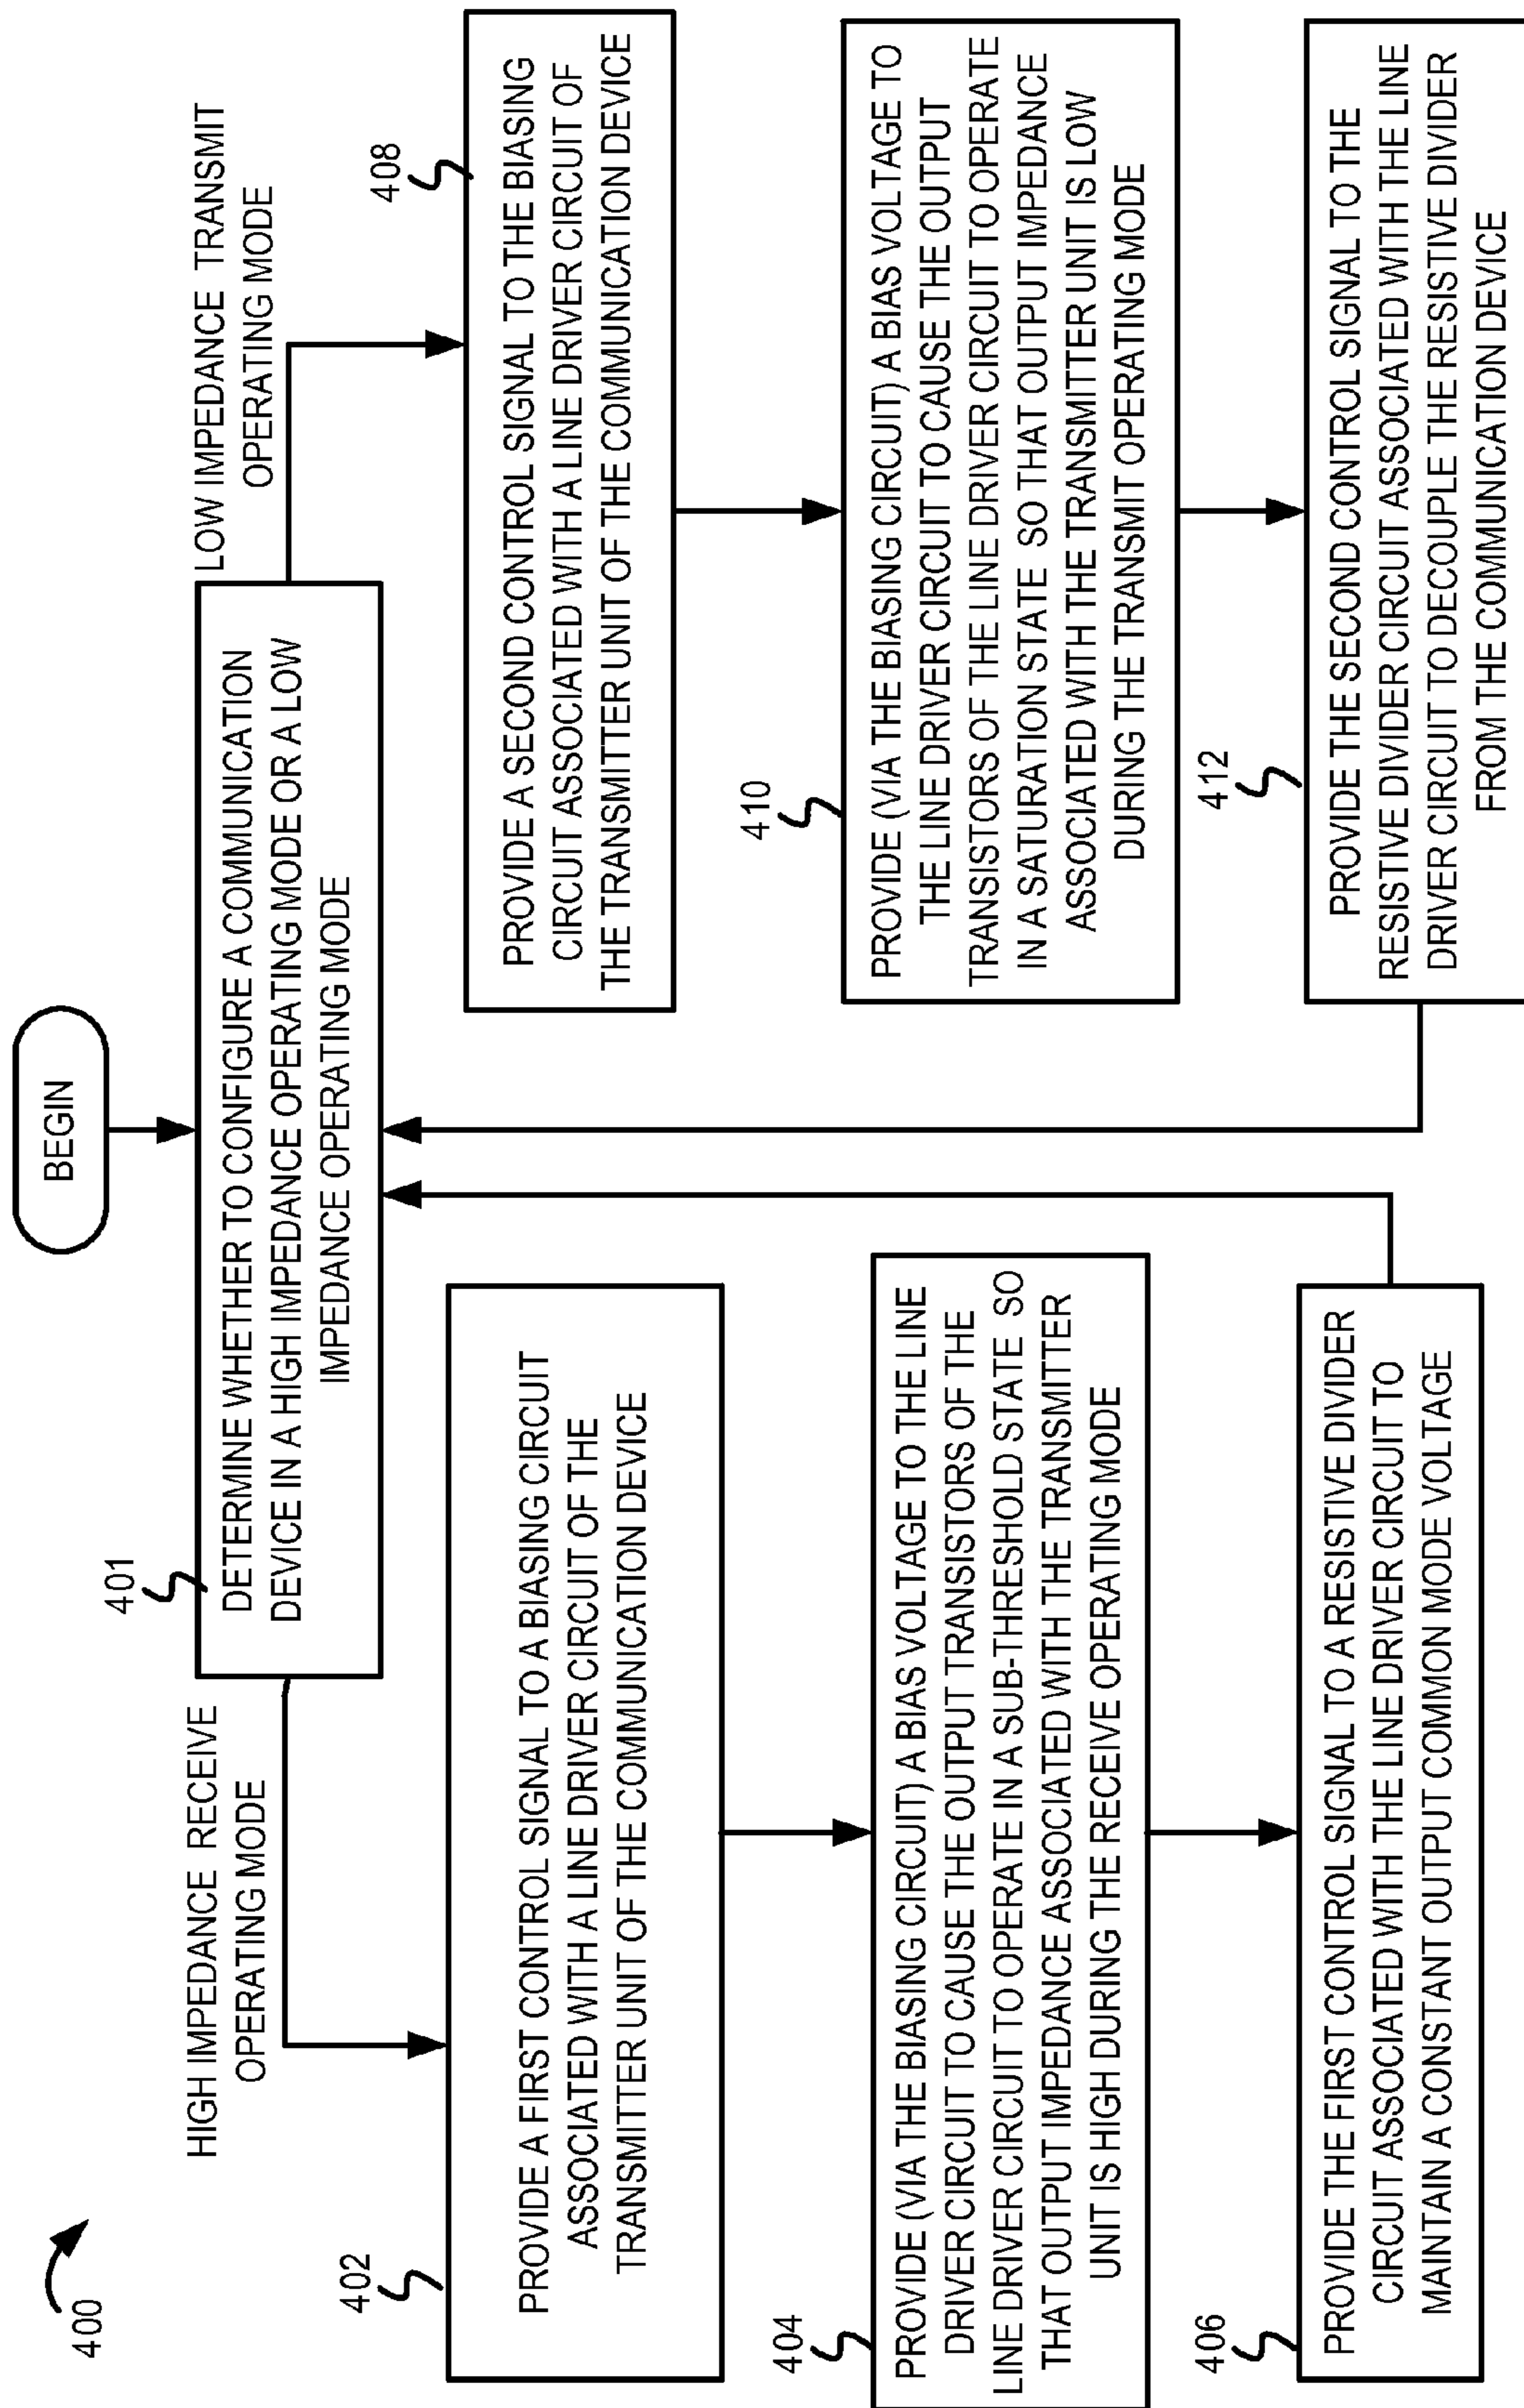 400
BEGIN
401
DETERMINE WHETHER TO CONFIGURE A COMMUNICATION
DEVICE IN A HIGH IMPEDANCE OPERATING MODE OR A LOW
IMPEDANCE OPERATING MODE
HIGH IMPEDANCE RECEIVE
OPERATING MODE
402
PROVIDE A FIRST CONTROL SIGNAL TO A BIASING CIRCUIT
ASSOCIATED WITH A LINE DRIVER CIRCUIT OF THE
TRANSMITTER UNIT OF THE COMMUNICATION DEVICE
404
PROVIDE (VIA THE BIASING CIRCUIT) A BIAS VOLTAGE TO THE LINE
DRIVER CIRCUIT TO CAUSE THE OUTPUT TRANSISTORS OF THE
LINE DRIVER CIRCUIT TO OPERATE IN A SUB-THRESHOLD STATE SO
THAT OUTPUT IMPEDANCE ASSOCIATED WITH THE TRANSMITTER
UNIT IS HIGH DURING THE RECEIVE OPERATING MODE
406
PROVIDE THE FIRST CONTROL SIGNAL TO A RESISTIVE DIVIDER
CIRCUIT ASSOCIATED WITH THE LINE DRIVER CIRCUIT TO
MAINTAIN A CONSTANT OUTPUT COMMON MODE VOLTAGE
LOW IMPEDANCE TRANSMIT
OPERATING MODE
408
PROVIDE A SECOND CONTROL SIGNAL TO THE BIASING
CIRCUIT ASSOCIATED WITH A LINE DRIVER CIRCUIT OF
THE TRANSMITTER UNIT OF THE COMMUNICATION DEVICE
410
PROVIDE (VIA THE BIASING CIRCUIT) A BIAS VOLTAGE TO
THE LINE DRIVER CIRCUIT TO CAUSE THE OUTPUT
TRANSISTORS OF THE LINE DRIVER CIRCUIT TO OPERATE
IN A SATURATION STATE SO THAT OUTPUT IMPEDANCE
ASSOCIATED WITH THE TRANSMITTER UNIT IS LOW
DURING THE TRANSMIT OPERATING MODE
412
PROVIDE THE SECOND CONTROL SIGNAL TO THE
RESISTIVE DIVIDER CIRCUIT ASSOCIATED WITH THE LINE
DRIVER CIRCUIT TO DECOUPLE THE RESISTIVE DIVIDER
FROM THE COMMUNICATION DEVICE